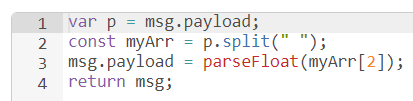 1 var p = msg.payload;
2 const myArr = p.split(" ");
3 msg.payload = parseFloat(myArr[2]);
4 return msg;